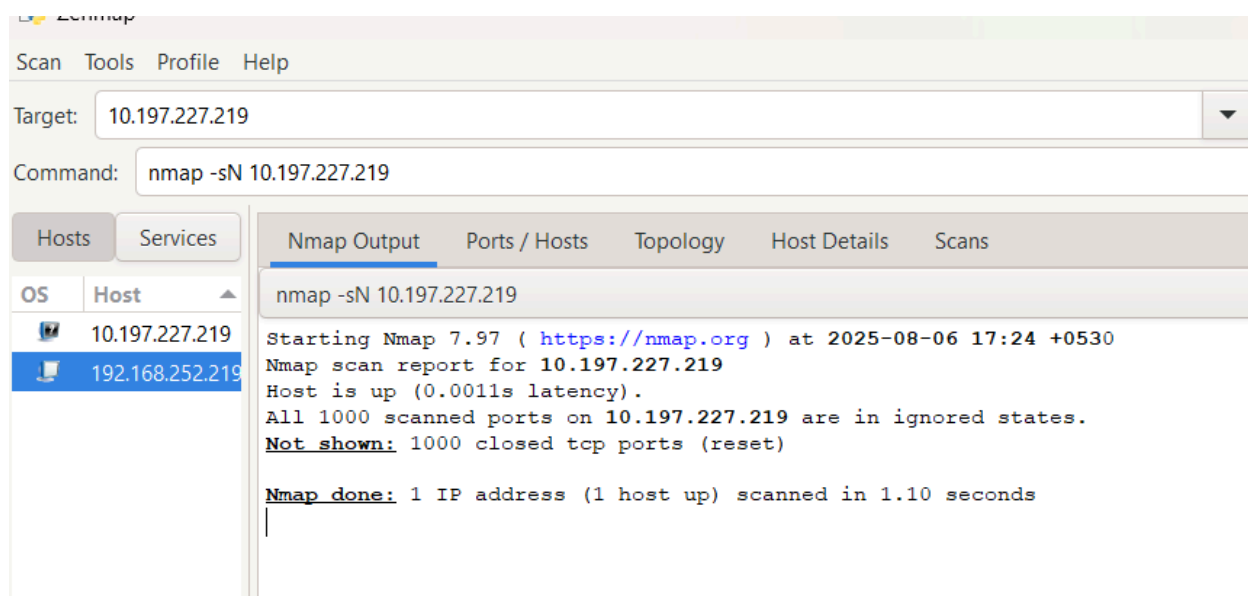 Zenmap
Scan Tools Profile Help
Target: 10.197.227.219
Command: nmap -sN 10.197.227.219
Hosts Services
Nmap Output Ports / Hosts Topology Host Details Scans
OS Host
nmap -sN 10.197.227.219
10.197.227.219
192.168.252.219
Starting Nmap 7.97 ( https://nmap.org ) at 2025-08-06 17:24 +0530
Nmap scan report for 10.197.227.219
Host is up (0.0011s latency).
All 1000 scanned ports on 10.197.227.219 are in ignored states.
Not shown: 1000 closed tcp ports (reset)
Nmap done: 1 IP address (1 host up) scanned in 1.10 seconds